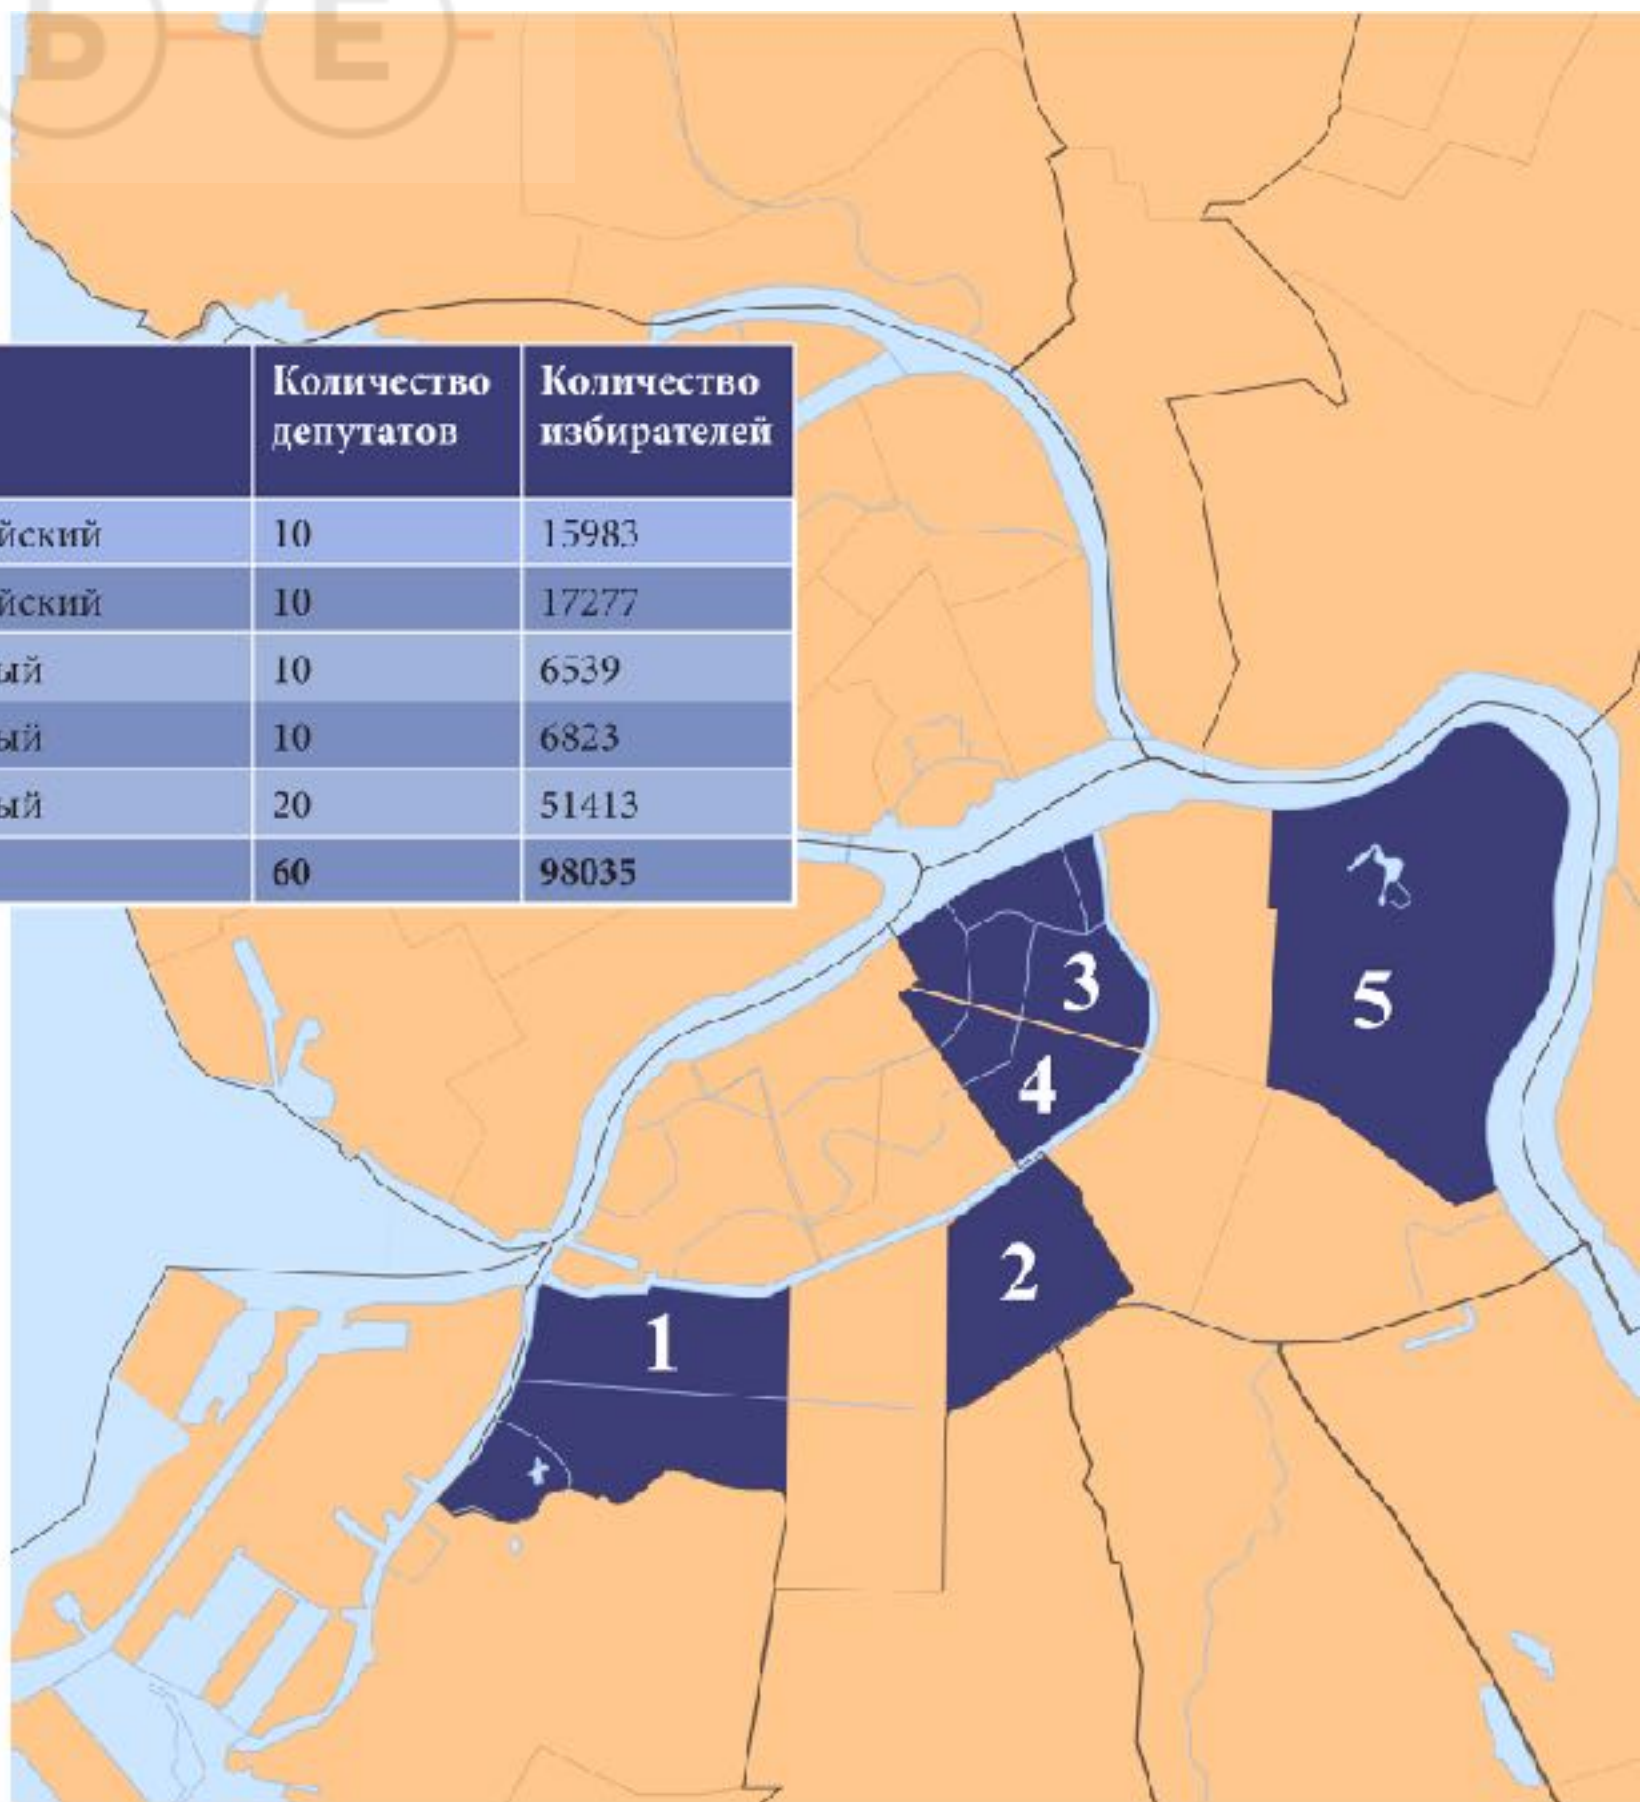 Ь Е
Количество депутатов Количество избирателей
йский 10 15983
йский 10 17277
ый 10 6539
ый 10 6823
ый 20 51413
60 98035
3
5
4
2
1